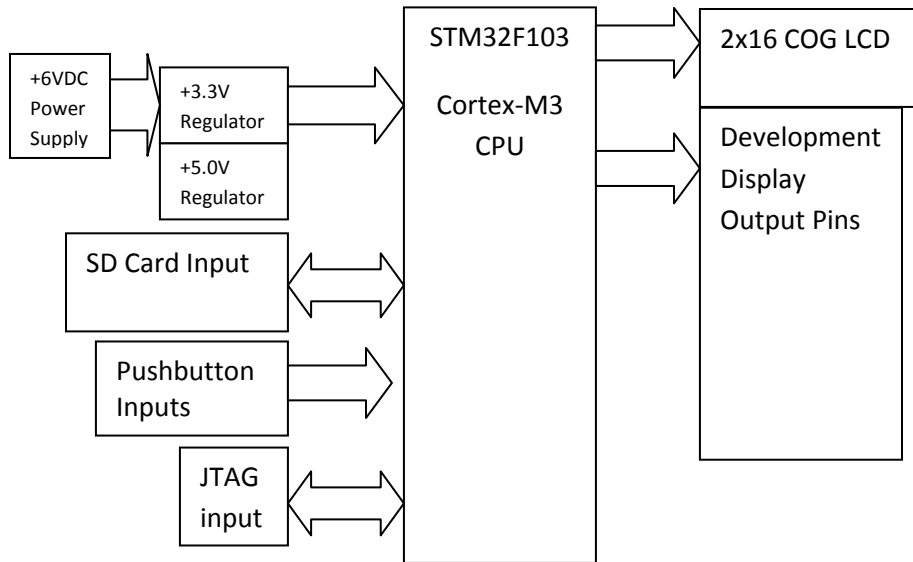 +6VDC
Power
Supply
+3.3V
Regulator
+5.0V
Regulator
SD Card Input
Pushbutton
Inputs
JTAG
input
STM32F103
Cortex-M3
CPU
2x16 COG LCD
Development
Display
Output Pins